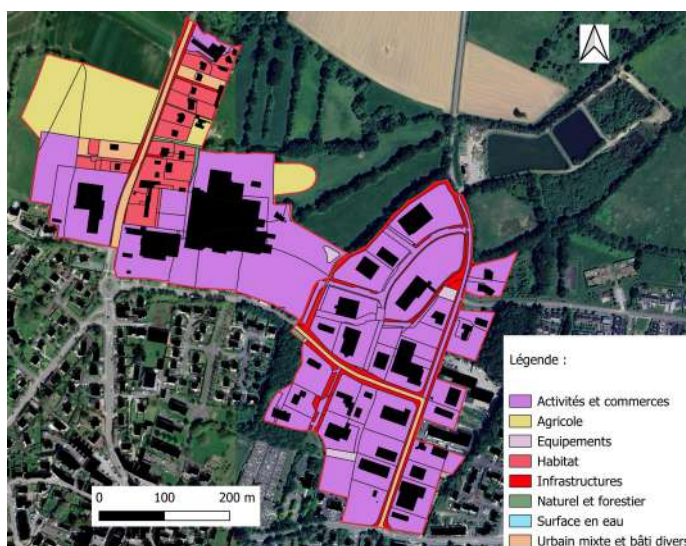 Légende :
Activités et commerces
Agricole
Equipements
Habitat
Infrastructures
Naturel et forestier
Surface en eau
Urbain mixte et bâti divers
0 100 200 m